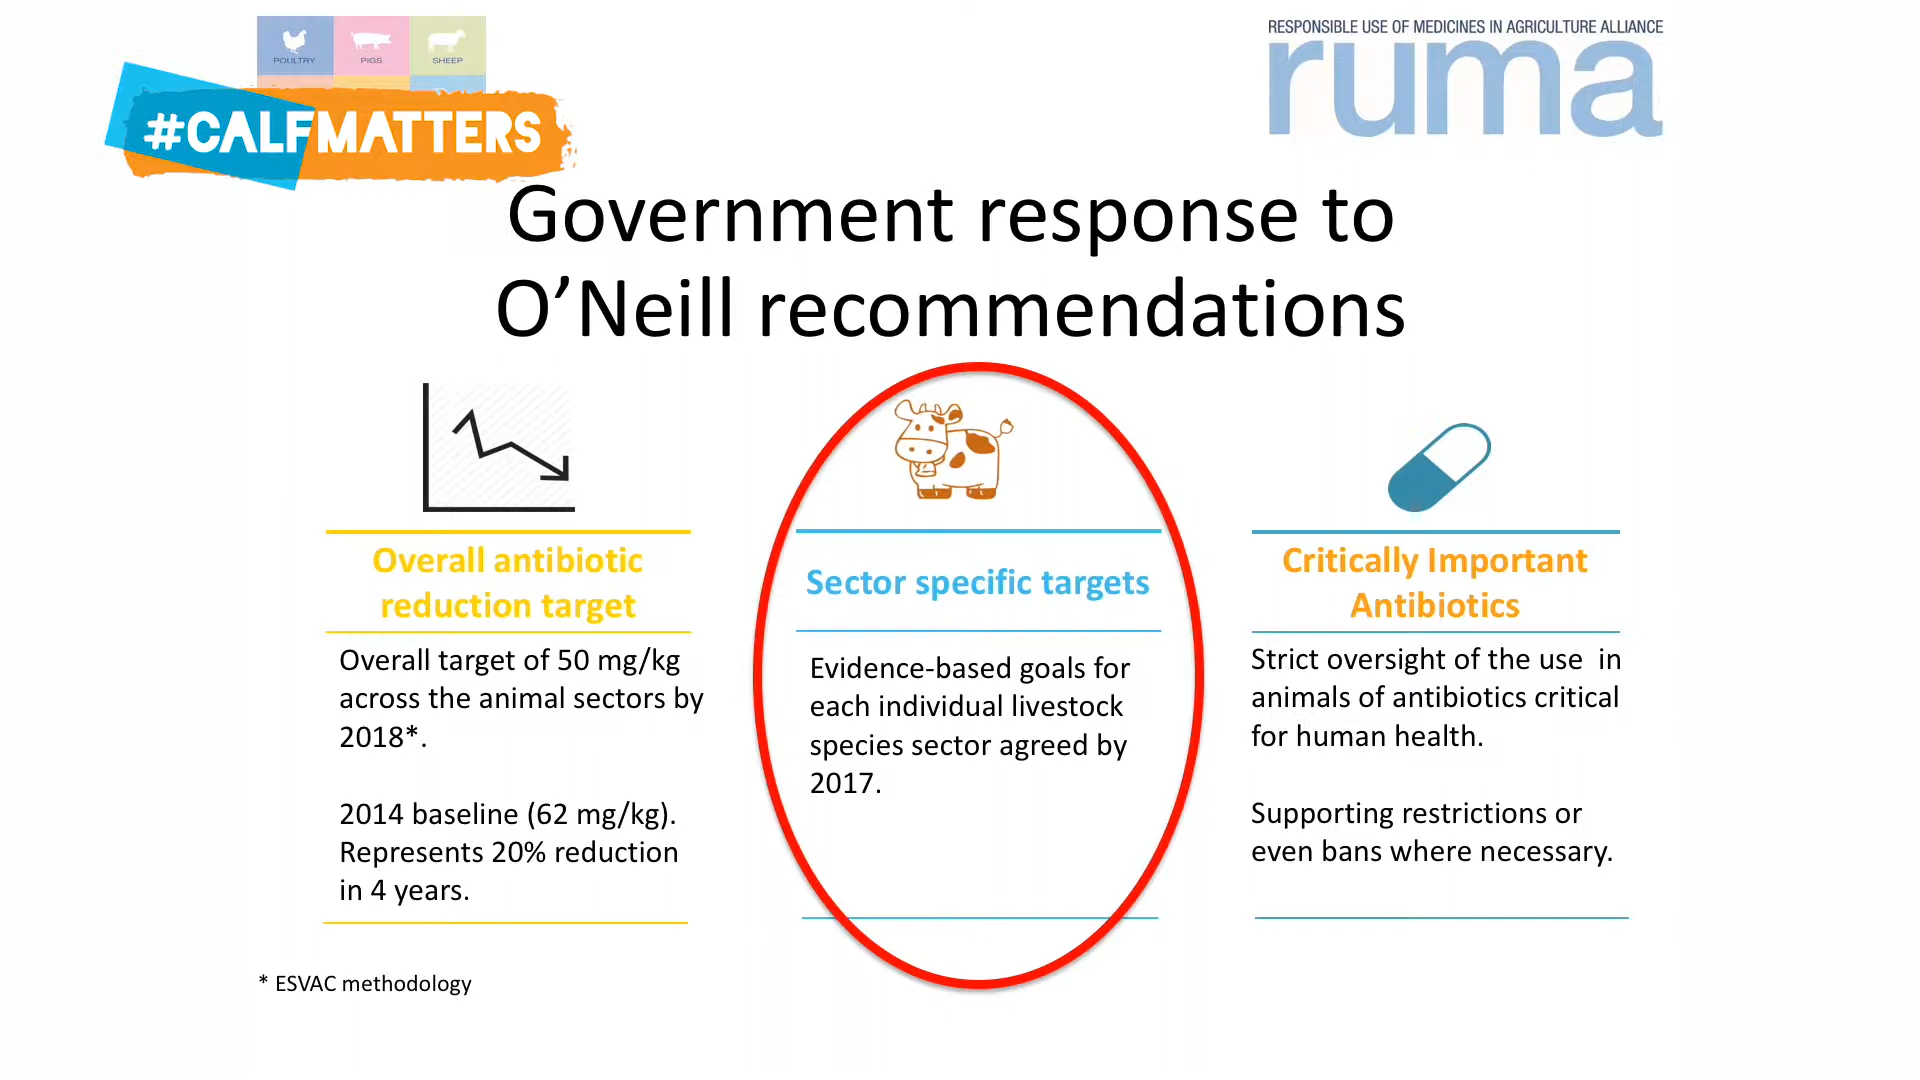 POULTRY
PIGS
SHEEP
#CALFMATTERS
RESPONSIBLE USE OF MEDICINES IN AGRICULTURE ALLIANCE
ruma
Government response to
O’Neill recommendations
Overall antibiotic
reduction target
Overall target of 50 mg/kg
across the animal sectors by
2018*.
2014 baseline (62 mg/kg).
Represents 20% reduction
in 4 years.
Sector specific targets
Evidence-based goals for
each individual livestock
species sector agreed by
2017.
Critically Important
Antibiotics
Strict oversight of the use in
animals of antibiotics critical
for human health.
Supporting restrictions or
even bans where necessary.
* ESVAC methodology